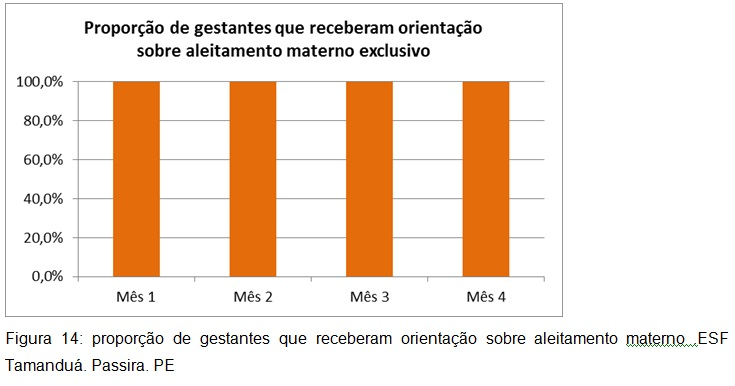 Proporção de gestantes que receberam orientação
sobre aleitamento materno exclusivo
100,0%
80,0%
60,0%
40,0%
20,0%
0,0%
Mês 1 Mês 2 Mês 3 Mês 4
Figura 14: proporção de gestantes que receberam orientação sobre aleitamento materno .ESF
Tamanduá. Passira. PE